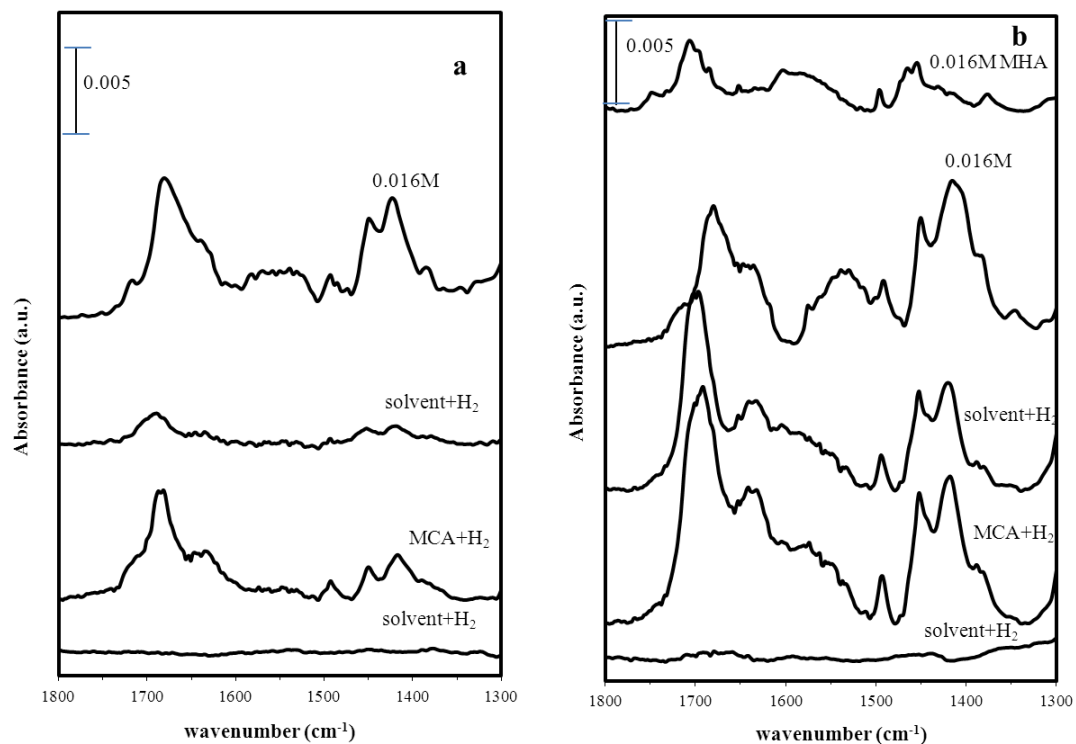 a
0.005
0.016M
solvent+H2
MCA+H2
solvent+H2
Absorbance (a.u.)
1800 1700 1600 1500 1400 1300
wavenumber (cm-1)
b
0.005
0.016M MHA
0.016M
solvent+H2
MCA+H2
solvent+H2
Absorbance (a.u.)
1800 1700 1600 1500 1400 1300
wavenumber (cm-1)